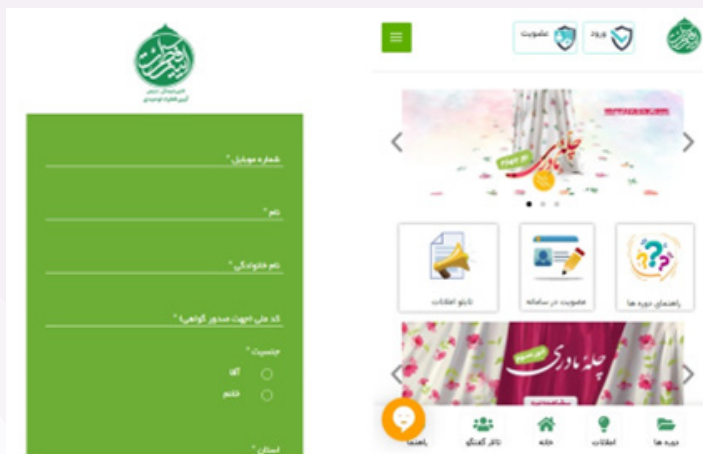 شماره موبایل *
نام *
نام خانوادگی *
کد ملی (جهت صدور گواهی) *
جنسیت *
آقا
خانم
استان *
ورود
عضویت
چله مادری
راهنمای دوره ها
عضویت در سامانه
تابلو اعلانات
چلهٔ مادری
دوره ها
اعلانات
خانه
تالار گفتگو
راهنما